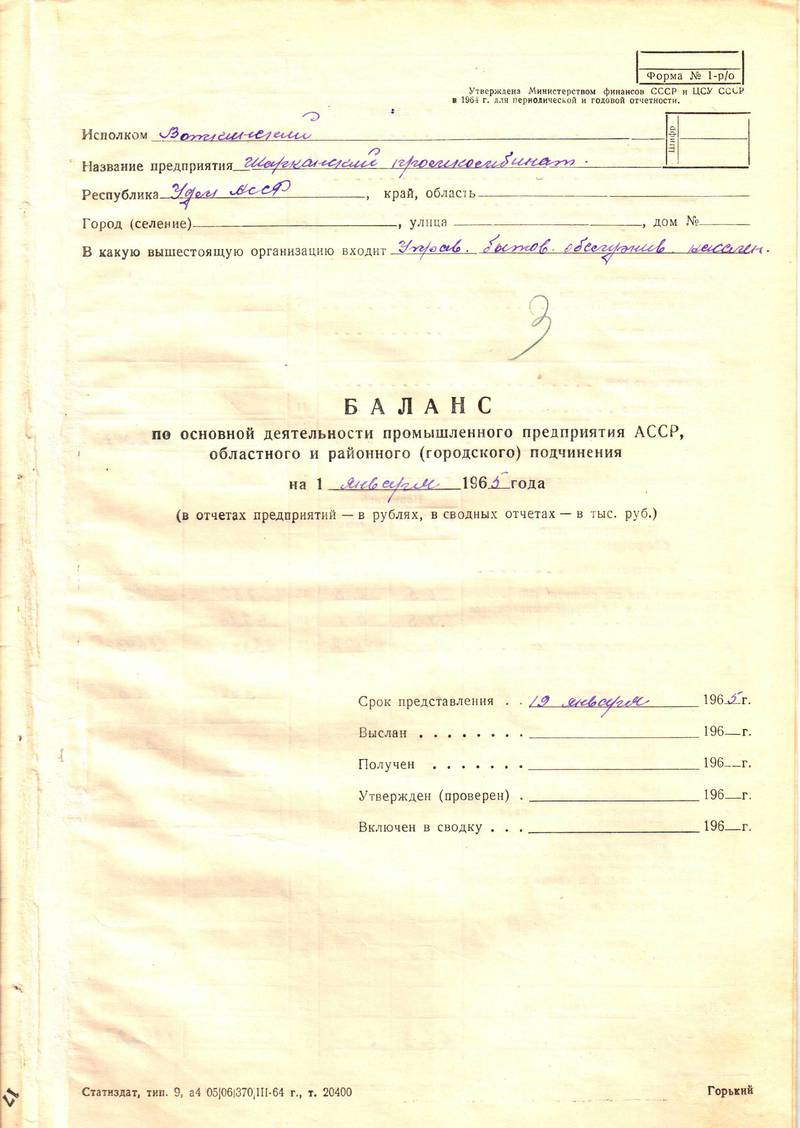 Форма № 1-р/о
Утверждена Министерством финансов СССР и ЦСУ СССР
в 1964 г. для периодической и годовой отчетности.
Шифр
Исполком Воткинский
Название предприятия Шарканский промкомбинат.
Республика Удм АССР, край, область
Город (селение), улица, дом №
В какую вышестоящую организацию входит Управ. бытов. обслужив. населен.
3
БАЛАНС
по основной деятельности промышленного предприятия АССР,
областного и районного (городского) подчинения
на 1 января 1965 года
(в отчетах предприятий — в рублях, в сводных отчетах — в тыс. руб.)
Срок представления . . 19 января 1965 г.
Выслан . . . . . . . . 196 г.
Получен . . . . . . . 196 г.
Утвержден (проверен) . 196 г.
Включен в сводку . . . 196 г.
Статиздат, тип. 9, а4 05|06|370,III-64 г., т. 20400 Горький